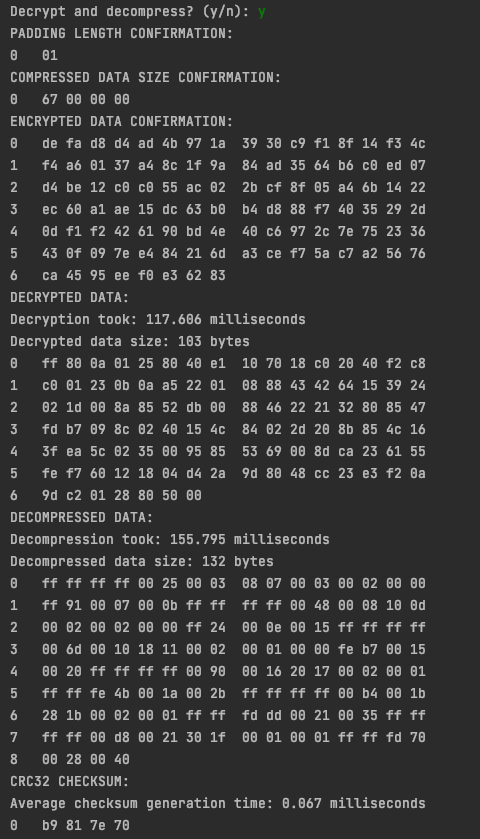 Decrypt and decompress? (y/n): y
PADDING LENGTH CONFIRMATION:
0 01
COMPRESSED DATA SIZE CONFIRMATION:
0 67 00 00 00
ENCRYPTED DATA CONFIRMATION:
0 de fa d8 d4 ad 4b 97 1a 39 30 c9 f1 8f 14 f3 4c
1 f4 a6 01 37 a4 8c 1f 9a 84 ad 35 64 b6 c0 ed 07
2 d4 be 12 c0 c0 55 ac 02 2b cf 8f 05 a4 6b 14 22
3 ec 60 a1 ae 15 dc 63 b0 b4 d8 88 f7 40 35 29 2d
4 0d f1 f2 42 61 90 bd 4e 40 c6 97 2c 7e 75 23 36
5 43 0f 09 7e e4 84 21 6d a3 ce f7 5a c7 a2 56 76
6 ca 45 95 ee f0 e3 62 83
DECRYPTED DATA:
Decryption took: 117.606 milliseconds
Decrypted data size: 103 bytes
0 ff 80 0a 01 25 80 40 e1 10 70 18 c0 20 40 f2 c8
1 c0 01 23 0b 0a a5 22 01 08 88 43 42 64 15 39 24
2 02 1d 00 8a 85 52 db 00 88 46 22 21 32 80 85 47
3 fd b7 09 8c 02 40 15 4c 84 02 2d 20 8b 85 4c 16
4 3f ea 5c 02 35 00 95 85 53 69 00 8d ca 23 61 55
5 fe f7 60 12 18 04 d4 2a 9d 80 48 cc 23 e3 f2 0a
6 9d c2 01 28 80 50 00
DECOMPRESSED DATA:
Decompression took: 155.795 milliseconds
Decompressed data size: 132 bytes
0 ff ff ff ff 00 25 00 03 08 07 00 03 00 02 00 00
1 ff 91 00 07 00 0b ff ff ff ff 00 48 00 08 10 0d
2 00 02 00 02 00 00 ff 24 00 0e 00 15 ff ff ff ff
3 00 6d 00 10 18 11 00 02 00 01 00 00 fe b7 00 15
4 00 20 ff ff ff ff 00 90 00 16 20 17 00 02 00 01
5 ff ff fe 4b 00 1a 00 2b ff ff ff ff 00 b4 00 1b
6 28 1b 00 02 00 01 ff ff fd dd 00 21 00 35 ff ff
7 ff ff 00 d8 00 21 30 1f 00 01 00 01 ff ff fd 70
8 00 28 00 40
CRC32 CHECKSUM:
Average checksum generation time: 0.067 milliseconds
0 b9 81 7e 70